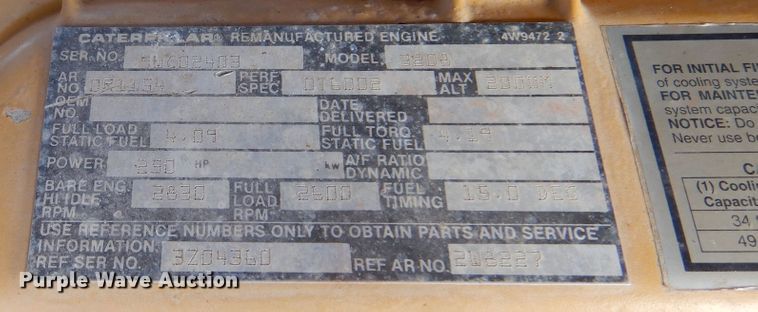 CATERPILLAR® REMANUFACTURED ENGINE 4W9472 2
SER NO. MODEL 3208
AR NO PERF SPEC 0T6002 MAX ALT
OEM NO. DATE DELIVERED
FULL LOAD STATIC FUEL 4.09 FULL TORQ STATIC FUEL 4.19
POWER 250 HP kW A/F RATIO DYNAMIC
BARE ENG. HI IDLE RPM 2830 FULL LOAD RPM 2600 FUEL TIMING 15.0 DEG
USE REFERENCE NUMBERS ONLY TO OBTAIN PARTS AND SERVICE
INFORMATION.
REF SER NO. 3Z04360 REF AR NO.
FOR INITIAL FI
of cooling syste
FOR MAINTE
system capac
NOTICE: Do
Never use be
CA
(1) Coolin
Capacit
34
49
Purple Wave Auction